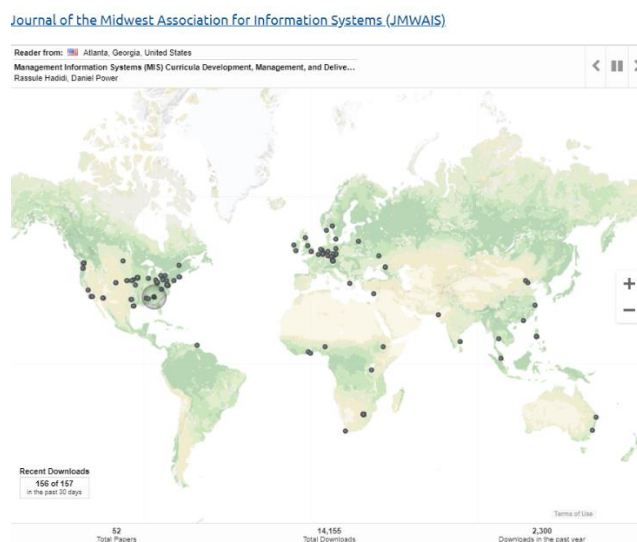 Journal of the Midwest Association for Information Systems (JMWAIS)
Reader from: Atlanta, Georgia, United States
Management Information Systems (MIS) Curricula Development, Management, and Delive...
Rassule Hadidi, Daniel Power
+
−
Recent Downloads
156 of 157
in the past 30 days
Terms of Use
52
Total Papers
14,155
Total Downloads
2,300
Downloads in the past year